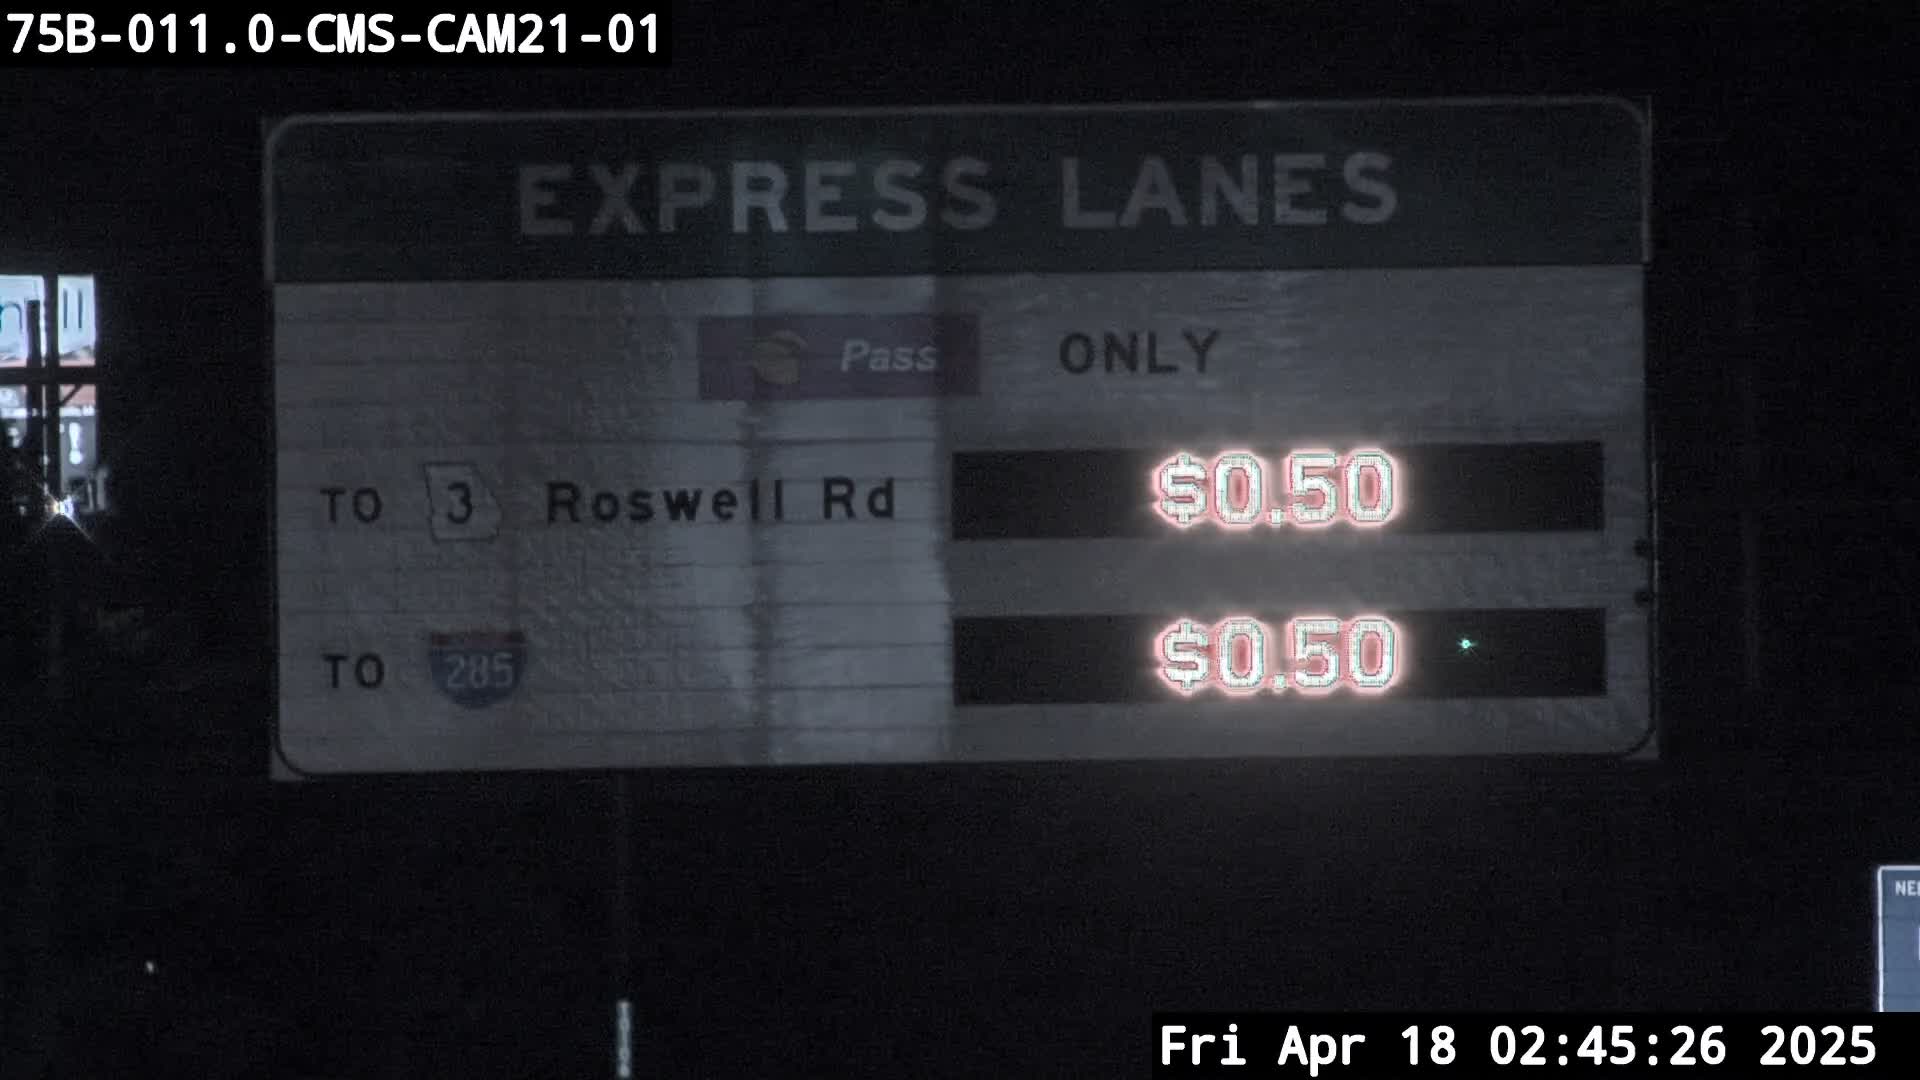 75B-011.0-CMS-CAM21-01
EXPRESS LANES
Pass ONLY
TO 3 Roswell Rd $0.50
TO 285 $0.50
Fri Apr 18 02:45:26 2025